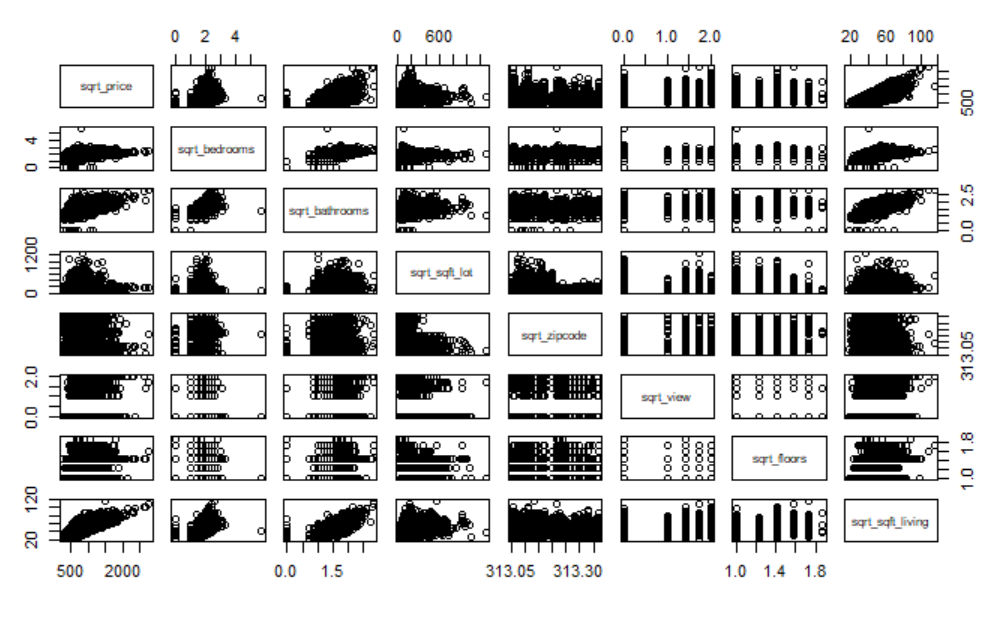 0 2 4 0 600 0.0 1.0 2.0 20 60 100
sqrt_price
500
0 4
sqrt_bedrooms
sqrt_bathrooms
0.0 2.5
0 1200
sqrt_sqft_lot
sqrt_zipcode
313.05
0.0 2.0
sqrt_view
sqrt_floors
1.0 1.8
20 120
sqrt_sqft_living
500 2000 0.0 1.5 313.05 313.30 1.0 1.4 1.8